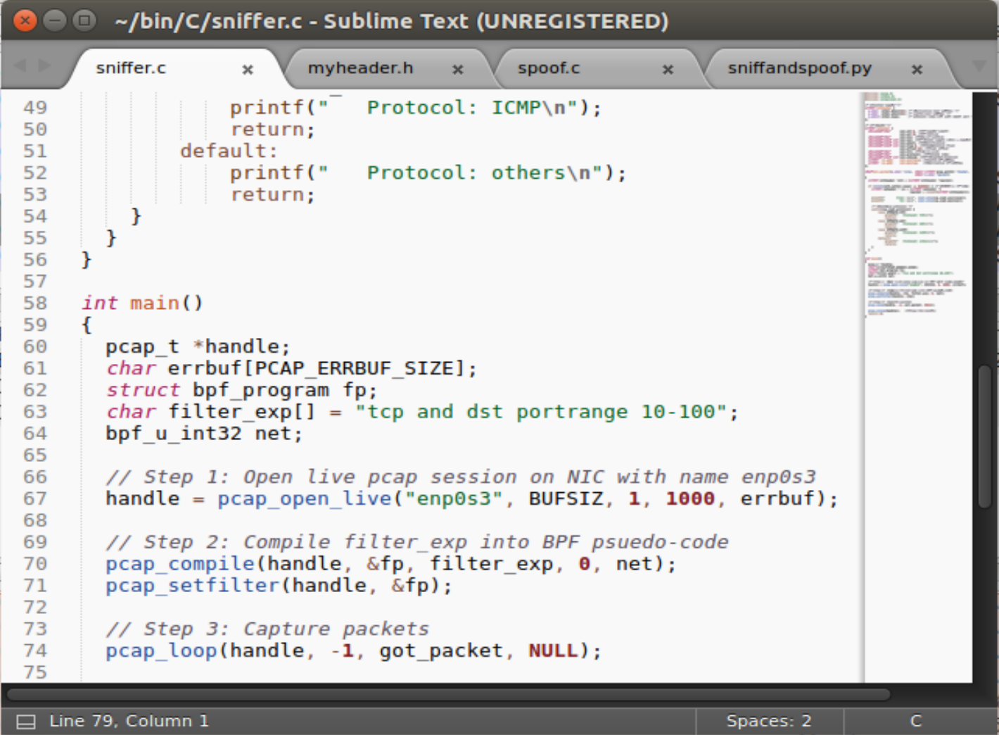 ~/bin/C/sniffer.c - Sublime Text (UNREGISTERED)
sniffer.c × myheader.h × spoof.c × sniffandspoof.py ×
49 printf("   Protocol: ICMP\n");
50 return;
51 default:
52 printf("   Protocol: others\n");
53 return;
54 }
55 }
56 }
57
58 int main()
59 {
60 pcap_t *handle;
61 char errbuf[PCAP_ERRBUF_SIZE];
62 struct bpf_program fp;
63 char filter_exp[] = "tcp and dst portrange 10-100";
64 bpf_u_int32 net;
65
66 // Step 1: Open live pcap session on NIC with name enp0s3
67 handle = pcap_open_live("enp0s3", BUFSIZ, 1, 1000, errbuf);
68
69 // Step 2: Compile filter_exp into BPF psuedo-code
70 pcap_compile(handle, &fp, filter_exp, 0, net);
71 pcap_setfilter(handle, &fp);
72
73 // Step 3: Capture packets
74 pcap_loop(handle, -1, got_packet, NULL);
75
Line 79, Column 1 Spaces: 2 C